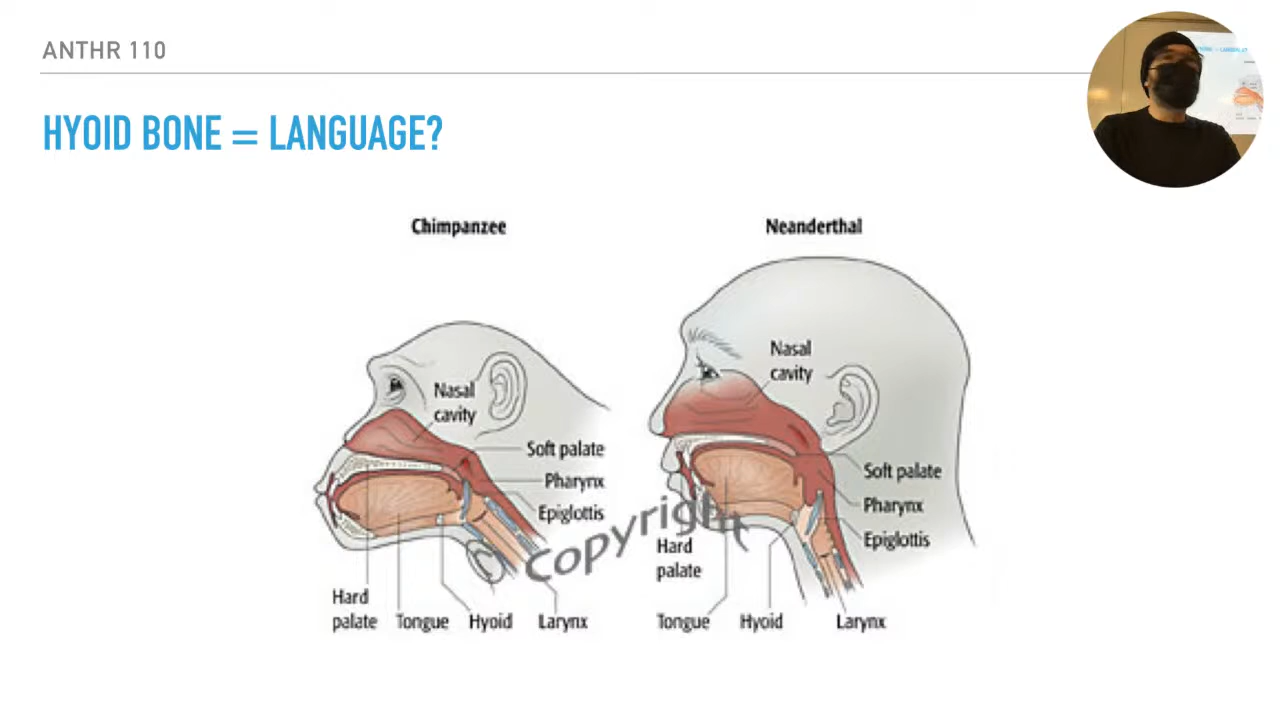 ANTHR 110
HYOID BONE = LANGUAGE?
Chimpanzee
Neanderthal
Nasal
cavity
Soft palate
Pharynx
Epiglottis
Hard
palate
Tongue
Hyoid
Larynx
Nasal
cavity
Soft palate
Pharynx
Epiglottis
Hard
palate
Tongue
Hyoid
Larynx
Copyright